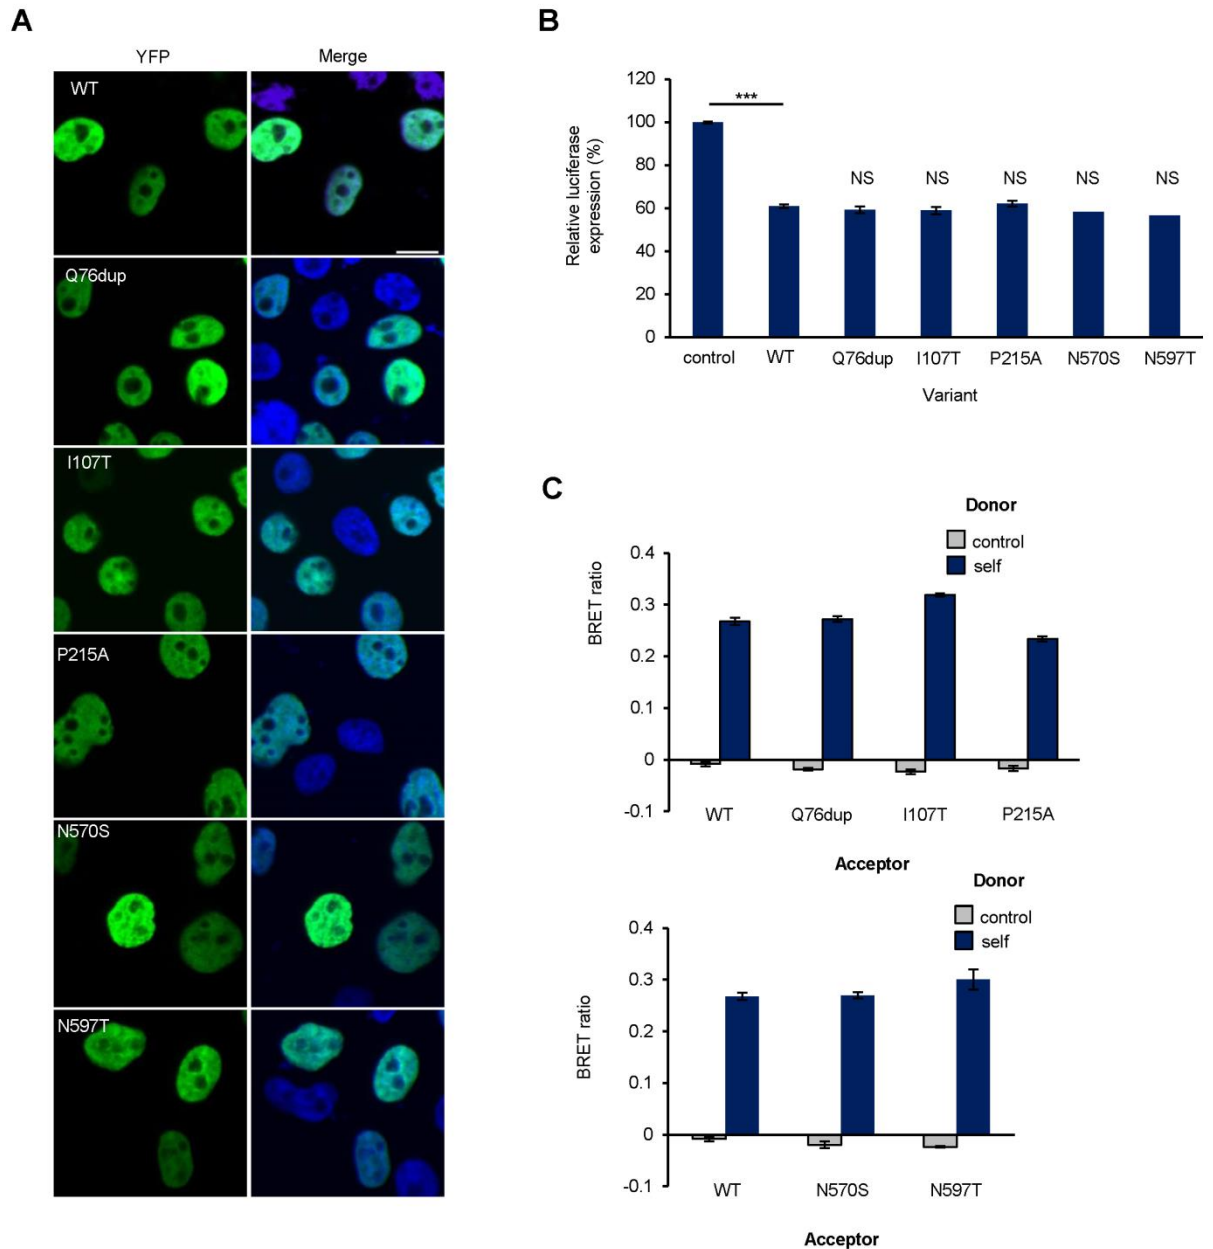 A
YFP Merge
WT
Q76dup
I107T
P215A
N570S
N597T
B
Relative luciferase
expression (%)
120
100
80
60
40
20
0
***
NS NS NS NS NS
control WT Q76dup I107T P215A N570S N597T
Variant
C
Donor
control
self
BRET ratio
0.4
0.3
0.2
0.1
0
-0.1
WT Q76dup I107T P215A
Acceptor
Donor
control
self
BRET ratio
0.4
0.3
0.2
0.1
0
-0.1
WT N570S N597T
Acceptor